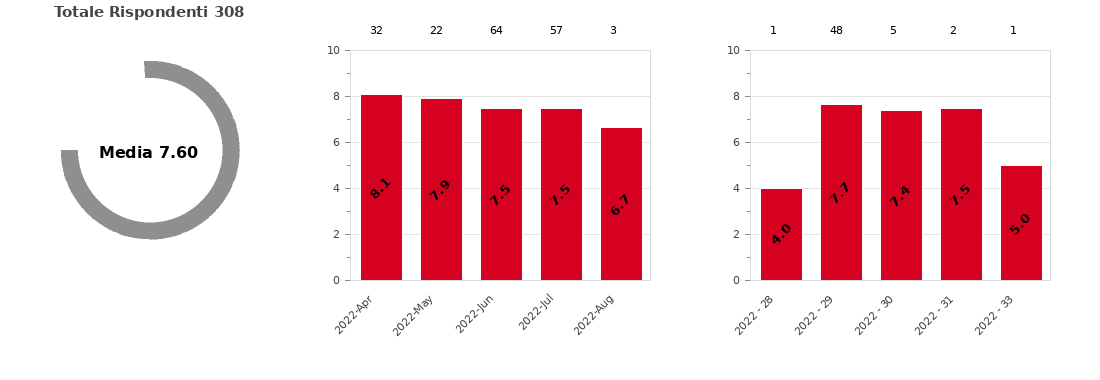 Totale Rispondenti 308
Media 7.60
32 22 64 57 3
10
8
6
4
2
0
8.1 7.9 7.5 7.5 6.7
2022-Apr 2022-May 2022-Jun 2022-Jul 2022-Aug
1 48 5 2 1
10
8
6
4
2
0
4.0 7.7 7.4 7.5 5.0
2022 - 28 2022 - 29 2022 - 30 2022 - 31 2022 - 33